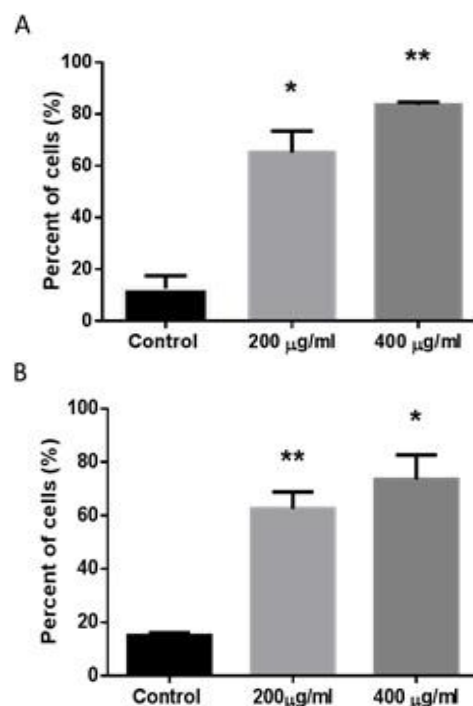 A
Percent of cells (%)
100
80
60
40
20
0
*
**
Control 200 µg/ml 400 µg/ml
B
Percent of cells (%)
100
80
60
40
20
0
**
*
Control 200µg/ml 400 µg/ml